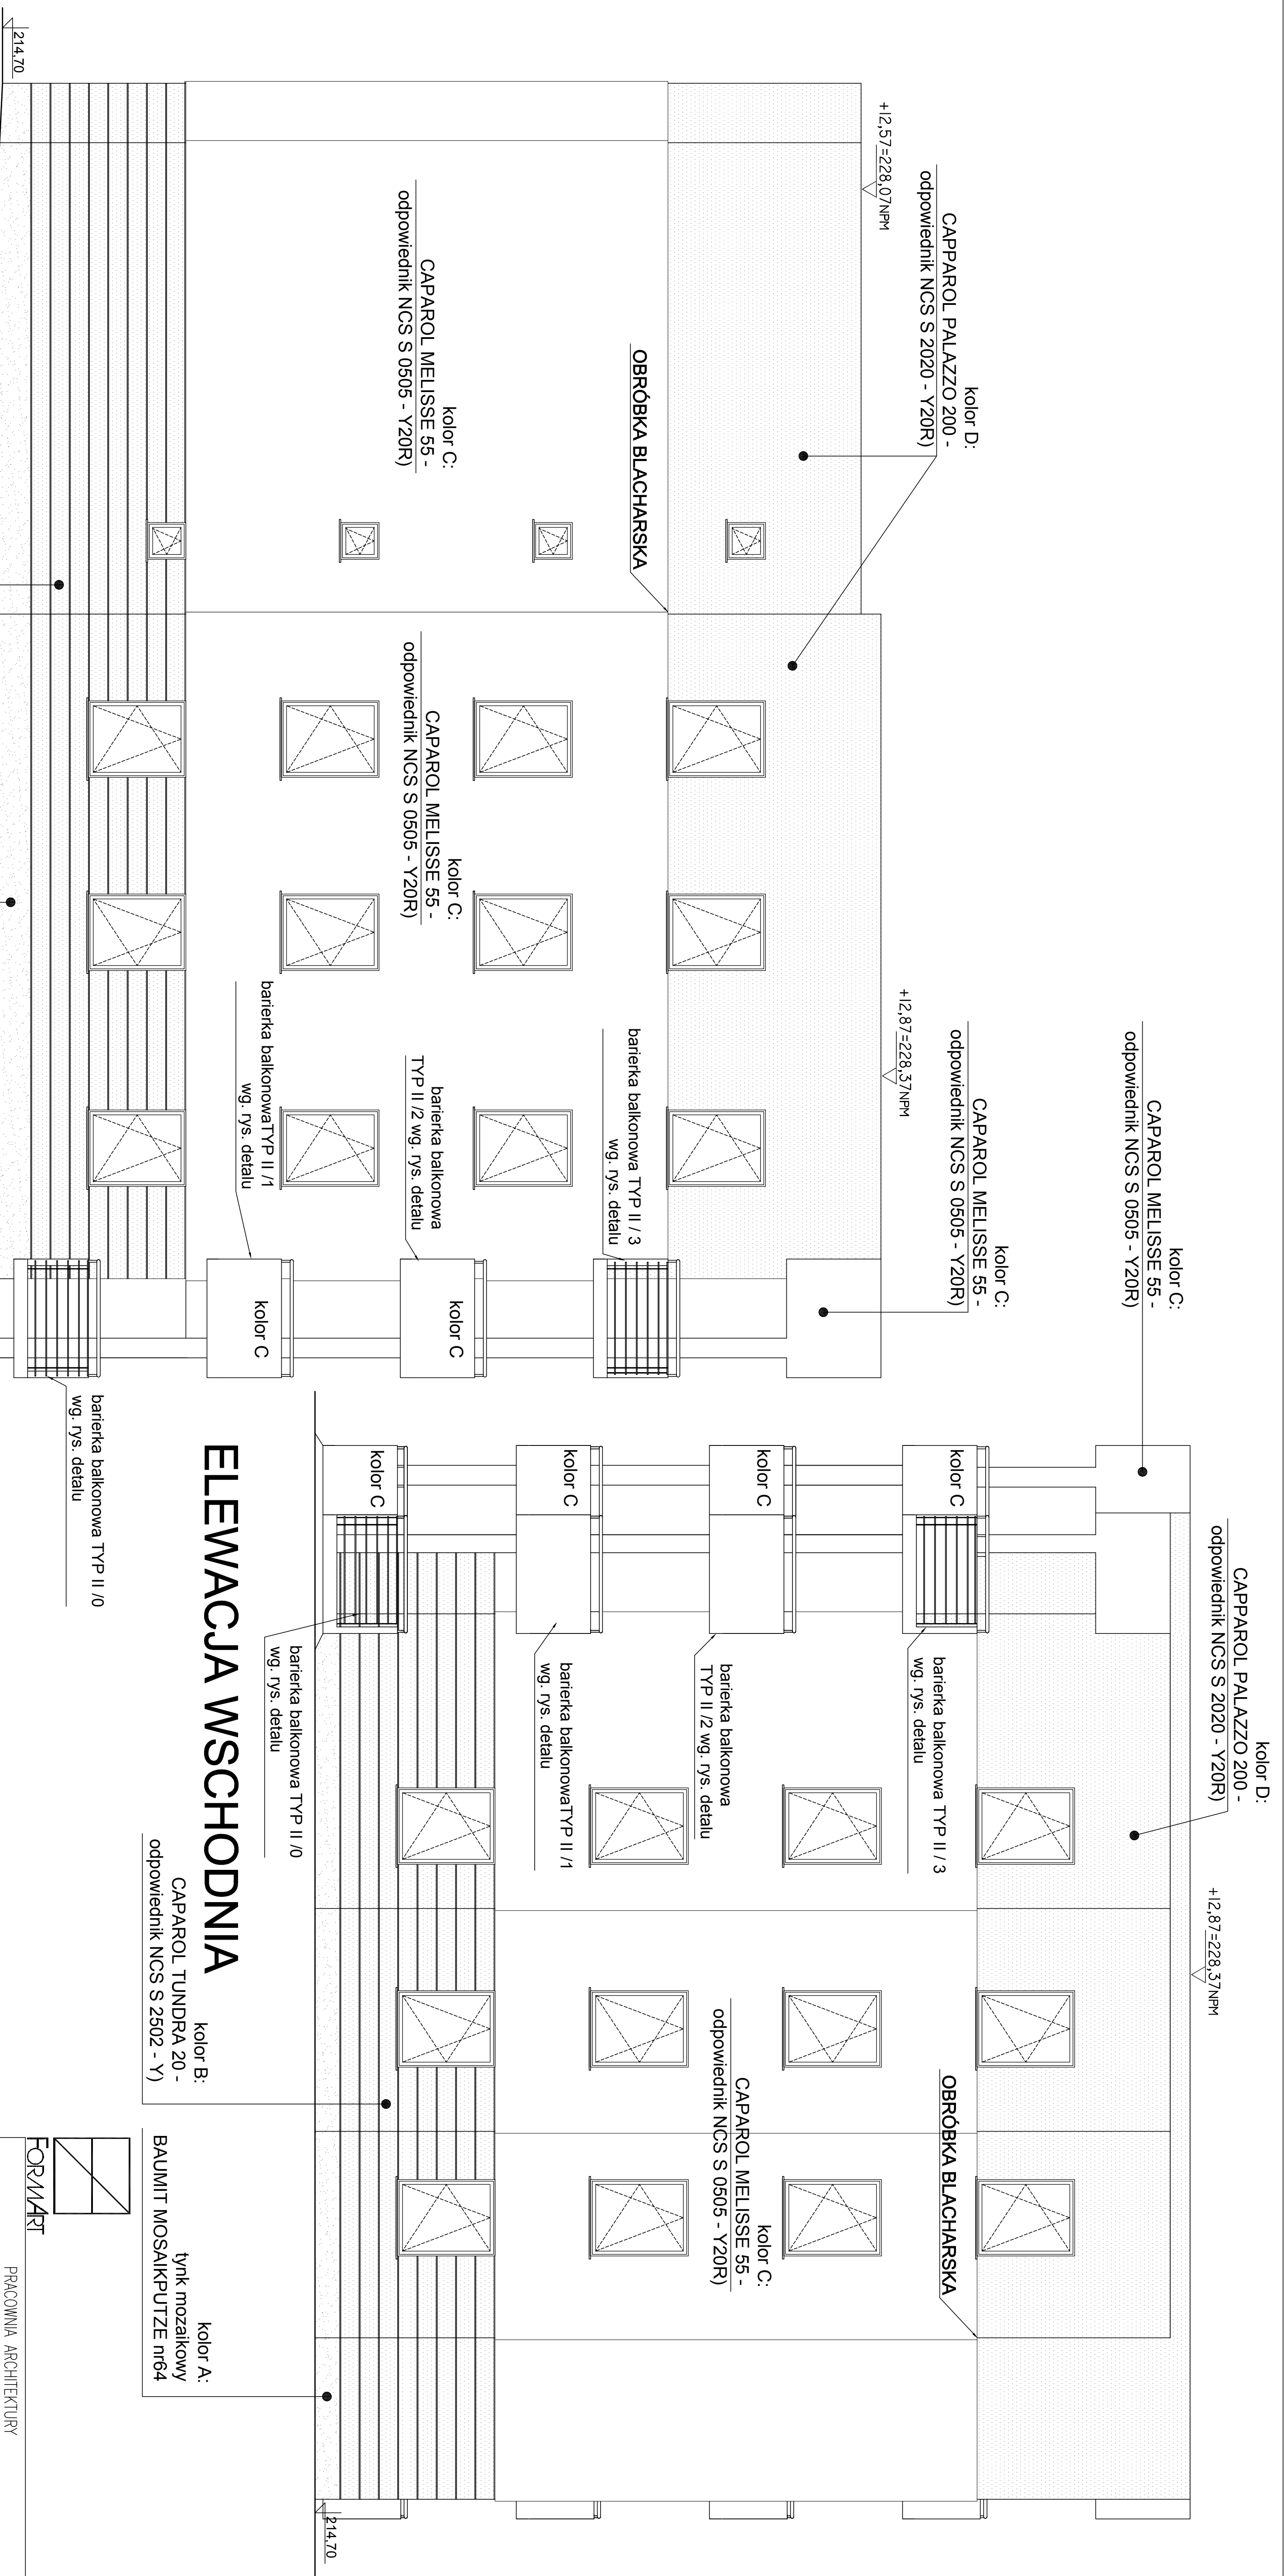 kolor D:
CAPPAROL PALAZZO 200 -
odpowiednik NCS S 2020 - Y20R)
+12,87=228,37NPM
kolor C:
CAPAROL MELISSE 55 -
odpowiednik NCS S 0505 - Y20R)
kolor C:
CAPAROL MELISSE 55 -
odpowiednik NCS S 0505 - Y20R)
kolor D:
CAPPAROL PALAZZO 200 -
odpowiednik NCS S 2020 - Y20R)
+12,57=228,07NPM
+12,87=228,37NPM
OBRÓBKA BLACHARSKA
kolor C:
CAPAROL MELISSE 55 -
odpowiednik NCS S 0505 - Y20R)
kolor C:
CAPAROL MELISSE 55 -
odpowiednik NCS S 0505 - Y20R)
barierka balkonowa TYP II / 3
wg. rys. detalu
barierka balkonowa
TYP II /2 wg. rys. detalu
barierka balkonowaTYP II /1
wg. rys. detalu
kolor C
kolor C
barierka balkonowa TYP II /0
wg. rys. detalu
214,70
kolor C
kolor C
kolor C
kolor C
barierka balkonowa TYP II / 3
wg. rys. detalu
barierka balkonowa
TYP II /2 wg. rys. detalu
barierka balkonowaTYP II /1
wg. rys. detalu
barierka balkonowa TYP II /0
wg. rys. detalu
OBRÓBKA BLACHARSKA
kolor C:
CAPAROL MELISSE 55 -
odpowiednik NCS S 0505 - Y20R)
214,70
ELEWACJA WSCHODNIA
kolor B:
CAPAROL TUNDRA 20 -
odpowiednik NCS S 2502 - Y)
kolor A:
tynk mozaikowy
BAUMIT MOSAIKPUTZE nr64
FORMART
PRACOWNIA ARCHITEKTURY